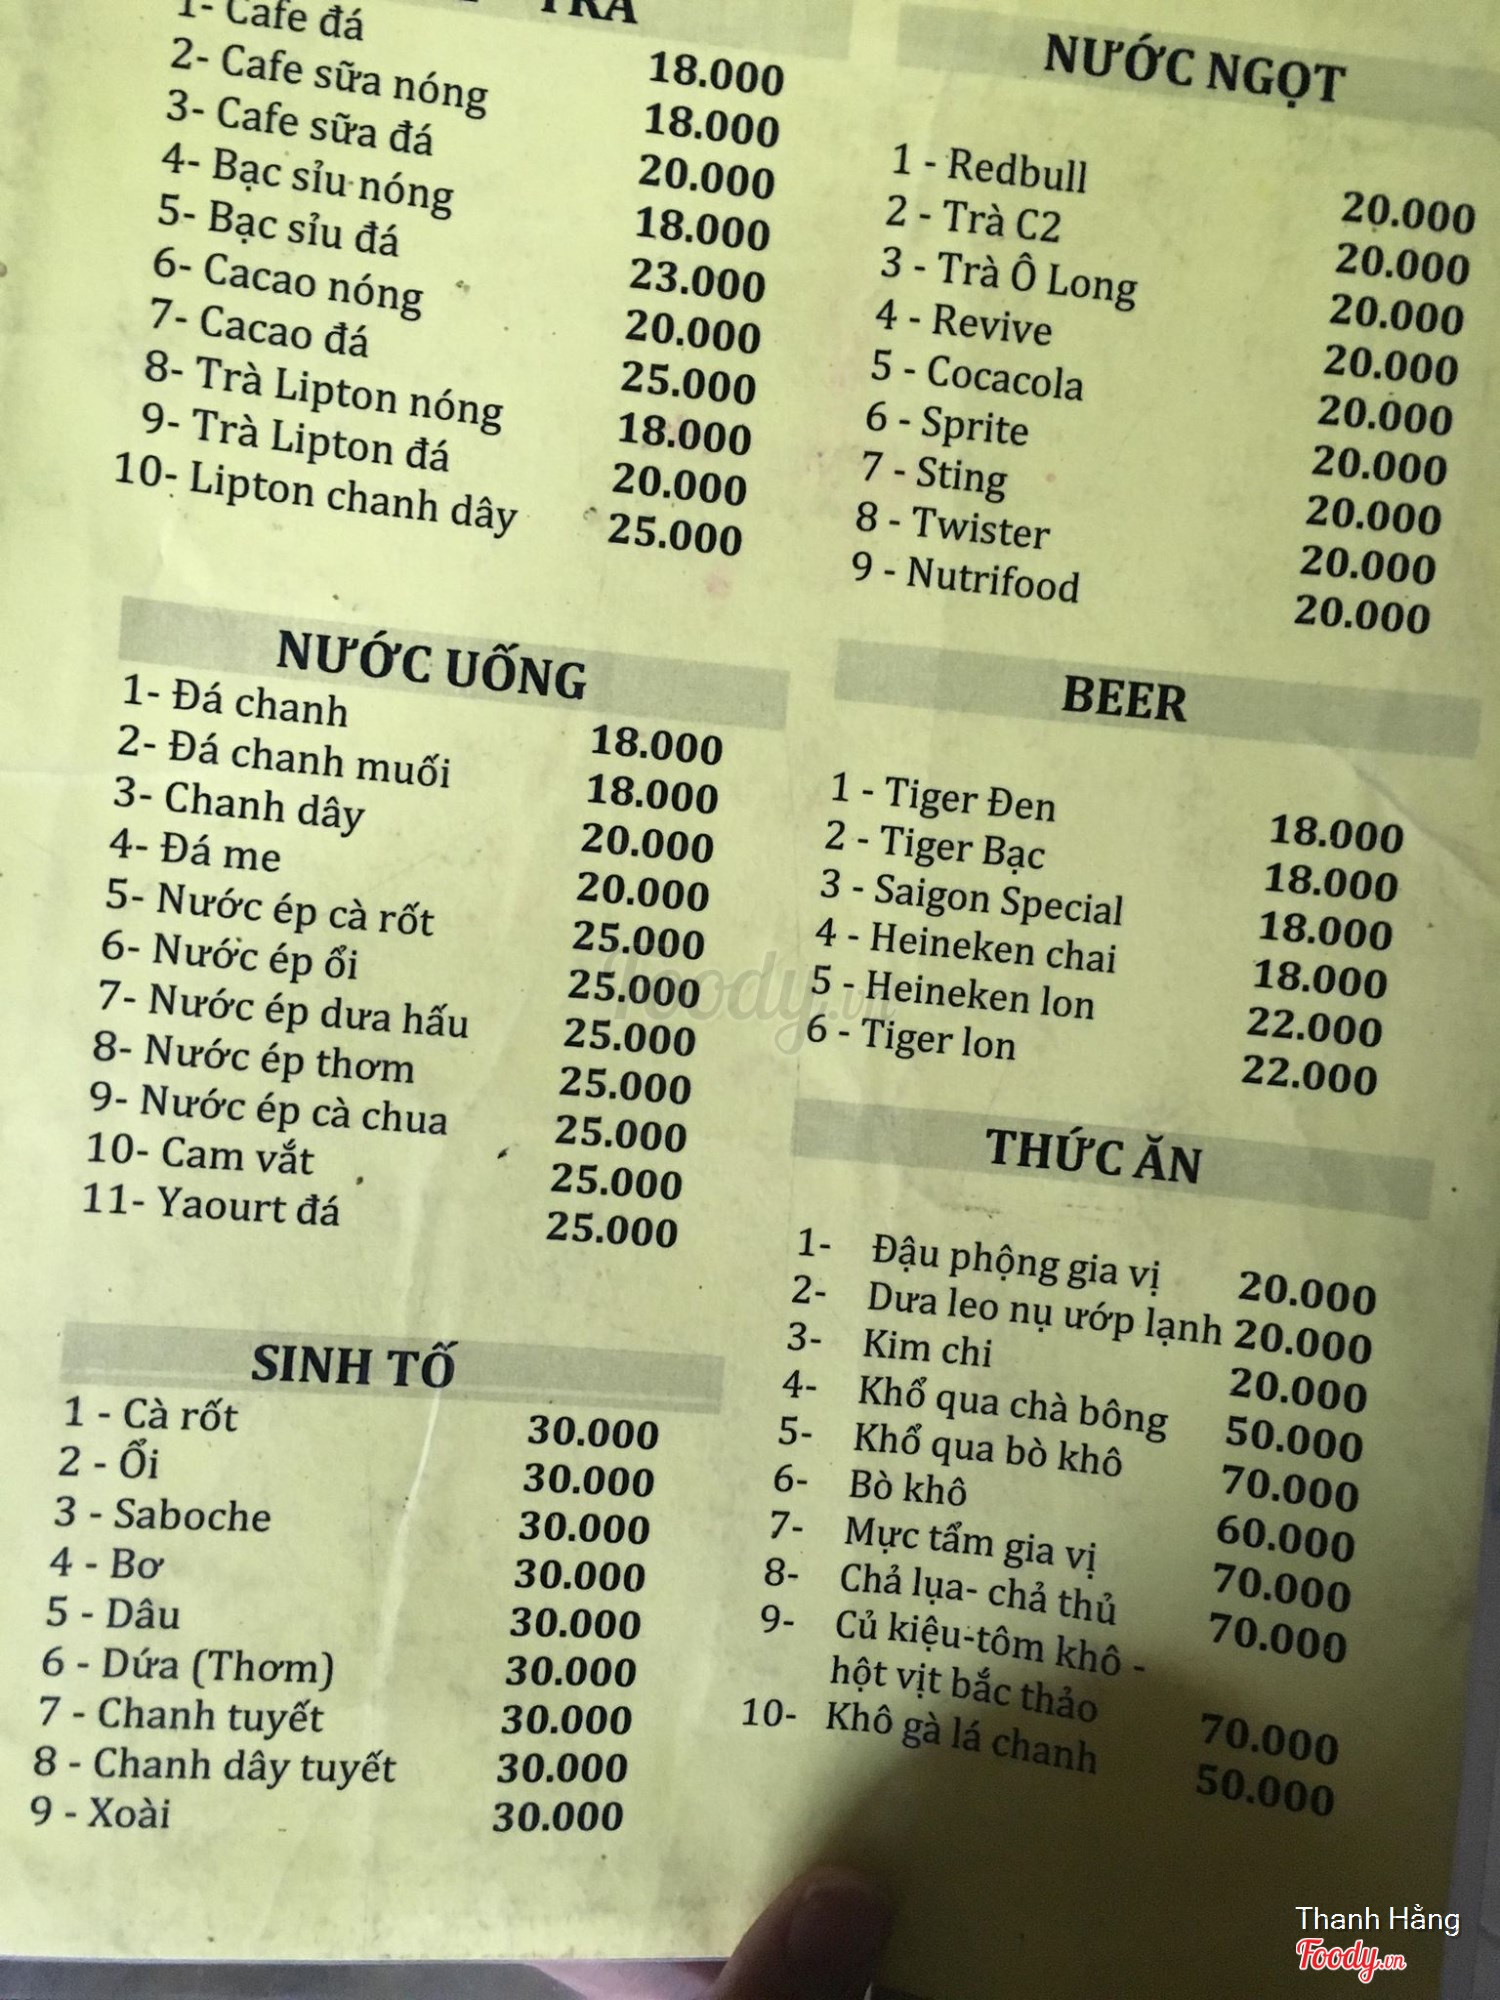 TRÀ
1- Cafe đá 18.000
2- Cafe sữa nóng 18.000
3- Cafe sữa đá 20.000
4- Bạc sỉu nóng 18.000
5- Bạc sỉu đá 23.000
6- Cacao nóng 20.000
7- Cacao đá 25.000
8- Trà Lipton nóng 18.000
9- Trà Lipton đá 20.000
10- Lipton chanh dây 25.000
NƯỚC UỐNG
1- Đá chanh 18.000
2- Đá chanh muối 18.000
3- Chanh dây 20.000
4- Đá me 20.000
5- Nước ép cà rốt 25.000
6- Nước ép ổi 25.000
7- Nước ép dưa hấu 25.000
8- Nước ép thơm 25.000
9- Nước ép cà chua 25.000
10- Cam vắt 25.000
11- Yaourt đá 25.000
SINH TỐ
1 - Cà rốt 30.000
2 - Ổi 30.000
3 - Saboche 30.000
4 - Bơ 30.000
5 - Dâu 30.000
6 - Dứa (Thơm) 30.000
7 - Chanh tuyết 30.000
8 - Chanh dây tuyết 30.000
9 - Xoài 30.000
NƯỚC NGỌT
1 - Redbull 20.000
2 - Trà C2 20.000
3 - Trà Ô Long 20.000
4 - Revive 20.000
5 - Cocacola 20.000
6 - Sprite 20.000
7 - Sting 20.000
8 - Twister 20.000
9 - Nutrifood 20.000
BEER
1 - Tiger Đen 18.000
2 - Tiger Bạc 18.000
3 - Saigon Special 18.000
4 - Heineken chai 18.000
5 - Heineken lon 22.000
6 - Tiger lon 22.000
THỨC ĂN
1- Đậu phộng gia vị 20.000
2- Dưa leo nụ ướp lạnh 20.000
3- Kim chi 20.000
4- Khổ qua chà bông 50.000
5- Khổ qua bò khô 70.000
6- Bò khô 60.000
7- Mực tẩm gia vị 70.000
8- Chả lụa- chả thủ 70.000
9- Củ kiệu-tôm khô -
hột vịt bắc thảo 70.000
10- Khô gà lá chanh 50.000
Foody.vn
Thanh Hằng
Foody.vn